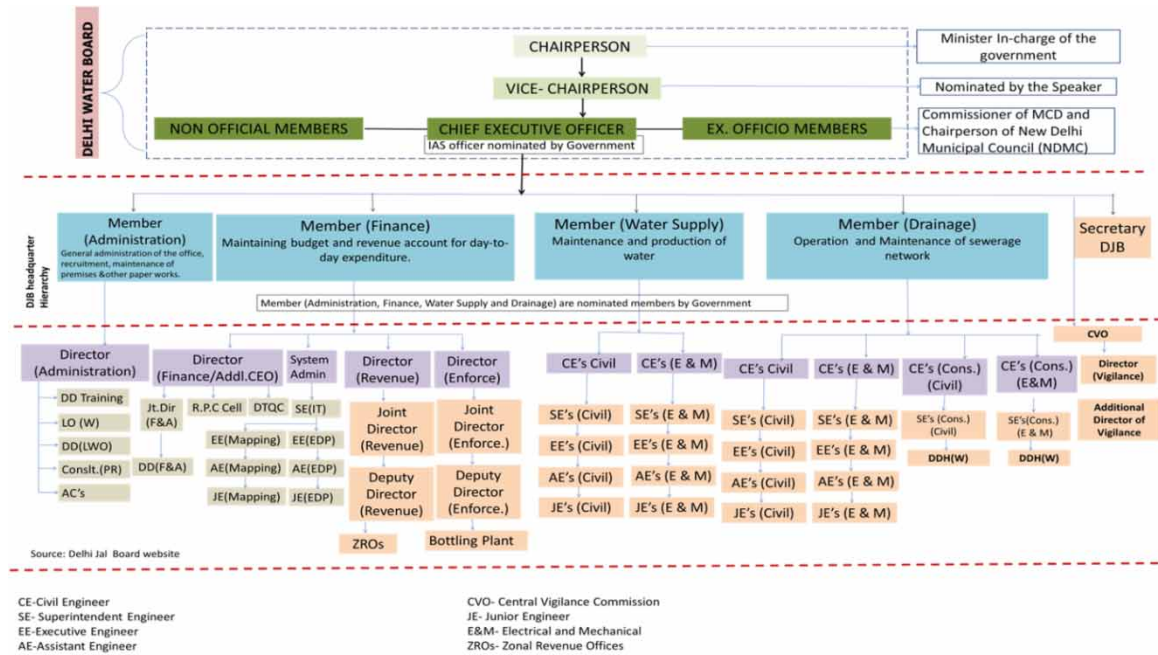 DELHI WATER BOARD
CHAIRPERSON
Minister In-charge of the
government
VICE- CHAIRPERSON
Nominated by the Speaker
NON OFFICIAL MEMBERS
CHIEF EXECUTIVE OFFICER
EX. OFFICIO MEMBERS
IAS officer nominated by Government
Commissioner of MCD and
Chairperson of New Delhi
Municipal Council (NDMC)
DJB headquarter
Hierarchy
Member
(Administration)
General administration of the office,
recruitment, maintenance of
premises &other paper works.
Member (Finance)
Maintaining budget and revenue account for day-to-
day expenditure.
Member (Water Supply)
Maintenance and production of
water
Member (Drainage)
Operation and Maintenance of sewerage
network
Secretary
DJB
Member (Administration, Finance, Water Supply and Drainage) are nominated members by Government
Director
(Administration)
DD Training
LO (W)
DD(LWO)
Conslt.(PR)
AC's
Director
(Finance/Addl.CEO)
Jt.Dir
(F&A)
DD(F&A)
R.P.C Cell
DTQC
System
Admin
SE(IT)
EE(Mapping)
EE(EDP)
AE(Mapping)
AE(EDP)
JE(Mapping)
JE(EDP)
Director
(Revenue)
Joint
Director
(Revenue)
Deputy
Director
(Revenue)
ZROs
Director
(Enforce)
Joint
Director
(Enforce.)
Deputy
Director
(Enforce.)
Bottling Plant
CE's Civil
SE's (Civil)
EE's (Civil)
AE's (Civil)
JE's (Civil)
CE's (E & M)
SE's (E & M)
EE's (E & M)
AE's (E & M)
JE's (E & M)
CE's Civil
SE's (Civil)
EE's (Civil)
AE's (Civil)
JE's (Civil)
CE's (E & M)
SE's (E & M)
EE's (E & M)
AE's (E & M)
JE's (E & M)
CE's (Cons.)
(Civil)
SE's(Cons.)
(Civil)
DDH(W)
CE's (Cons.)
(E&M)
SE's(Cons.)
(E & M)
DDH(W)
CVO
Director
(Vigilance)
Additional
Director of
Vigilance
Source: Delhi Jal Board website
CE-Civil Engineer
SE- Superintendent Engineer
EE-Executive Engineer
AE-Assistant Engineer
CVO- Central Vigilance Commission
JE- Junior Engineer
E&M- Electrical and Mechanical
ZROs- Zonal Revenue Offices